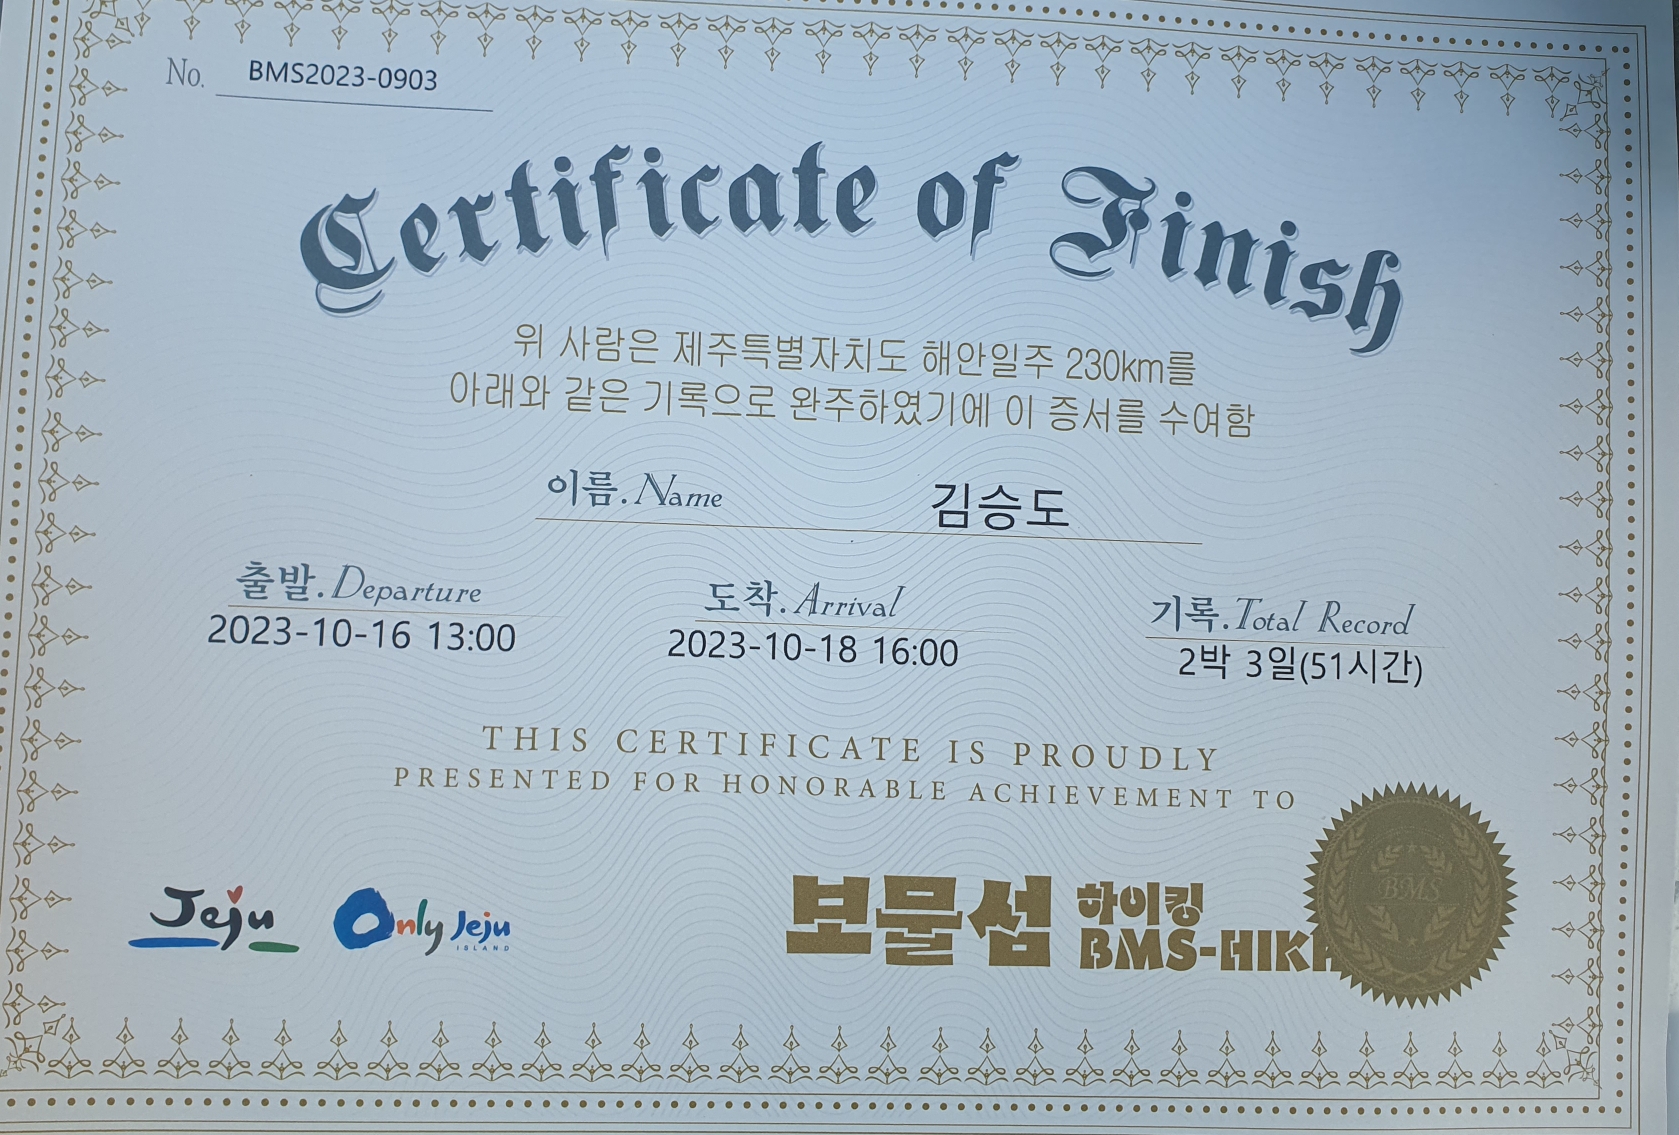 No. BMS2023-0903
Certificate of Finish
위 사람은 제주특별자치도 해안일주 230km를
아래와 같은 기록으로 완주하였기에 이 증서를 수여함
이름.Name 김승도
출발.Departure
2023-10-16 13:00
도착.Arrival
2023-10-18 16:00
기록.Total Record
2박 3일(51시간)
THIS CERTIFICATE IS PROUDLY
PRESENTED FOR HONORABLE ACHIEVEMENT TO
Jeju
Only Jeju
ISLAND
보물섬
하이킹
BMS-HIK
BMS